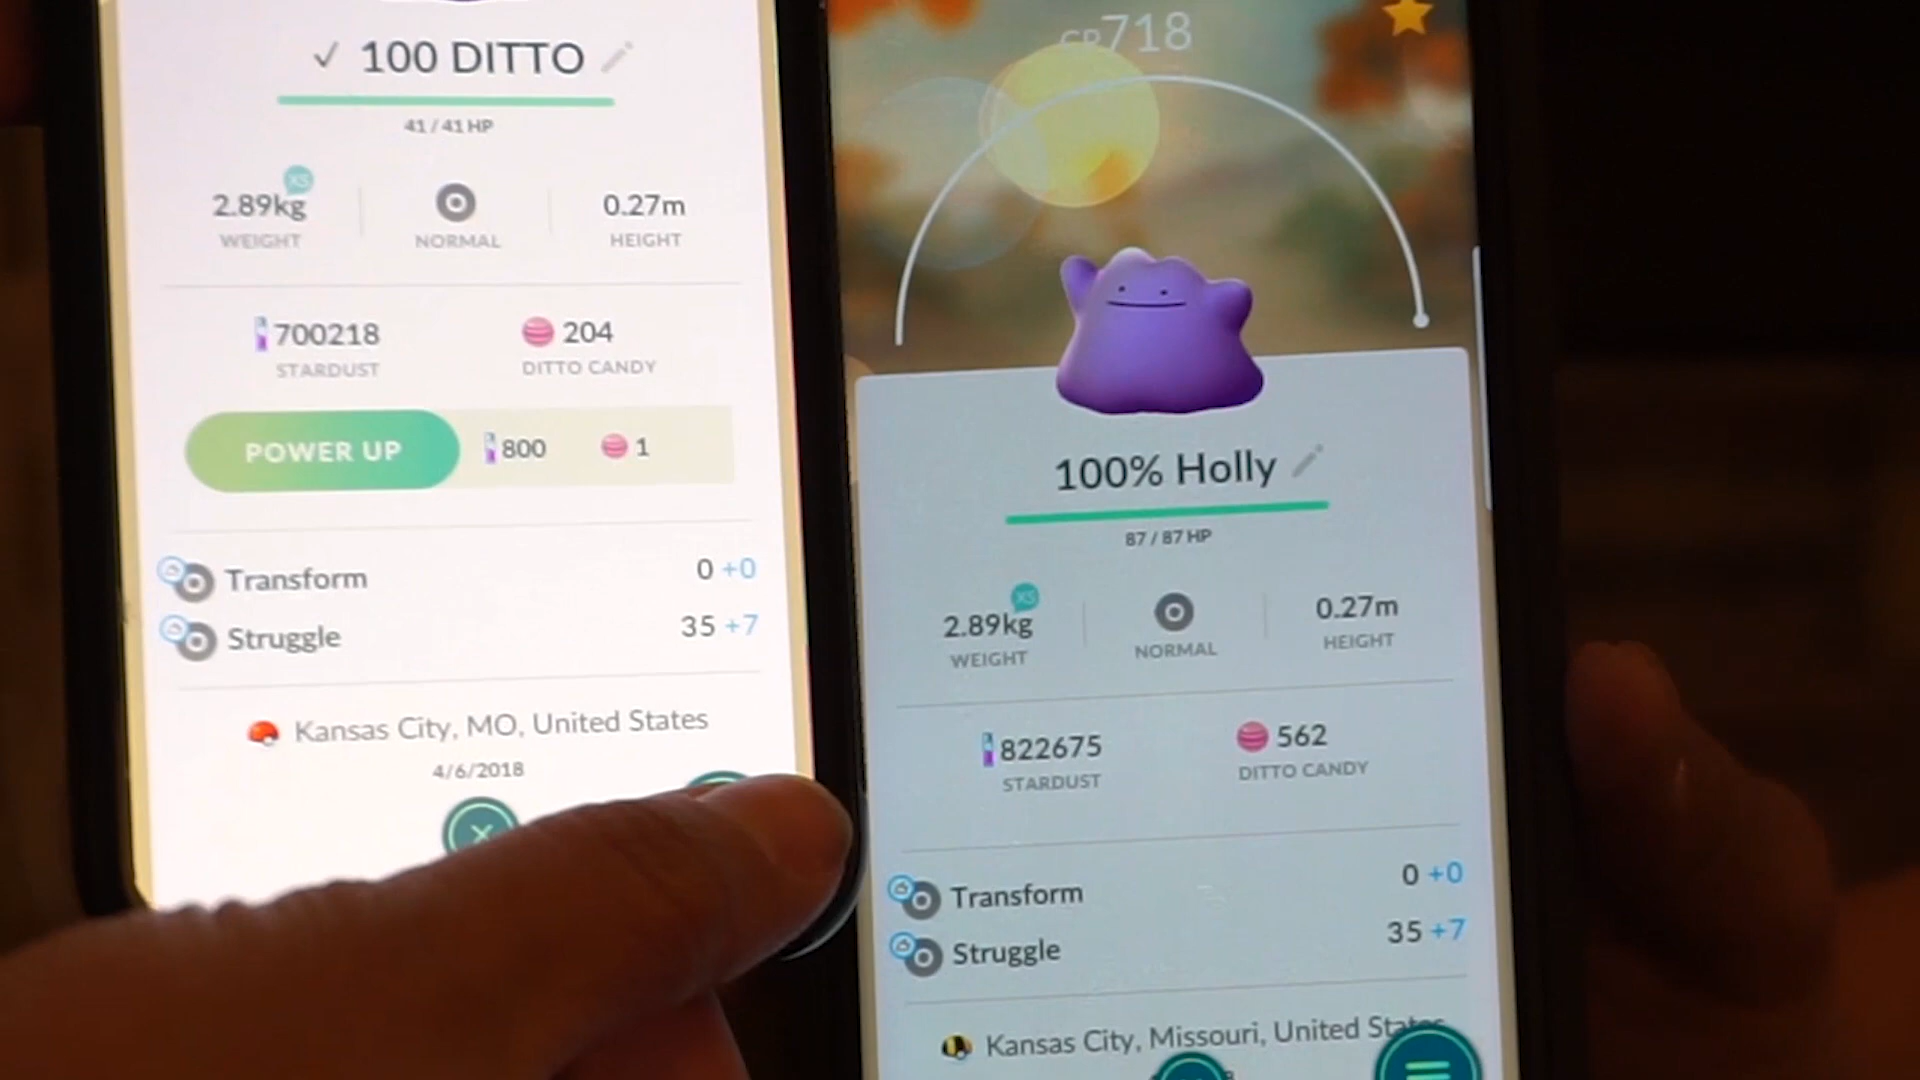 ✓ 100 DITTO
41 / 41 HP
XS
2.89kg
WEIGHT
NORMAL
0.27m
HEIGHT
700218
STARDUST
204
DITTO CANDY
POWER UP
800
1
Transform
0 +0
Struggle
35 +7
Kansas City, MO, United States
4/6/2018
CP718
100% Holly
87 / 87 HP
XS
2.89kg
WEIGHT
NORMAL
0.27m
HEIGHT
822675
STARDUST
562
DITTO CANDY
Transform
0 +0
Struggle
35 +7
Kansas City, Missouri, United States